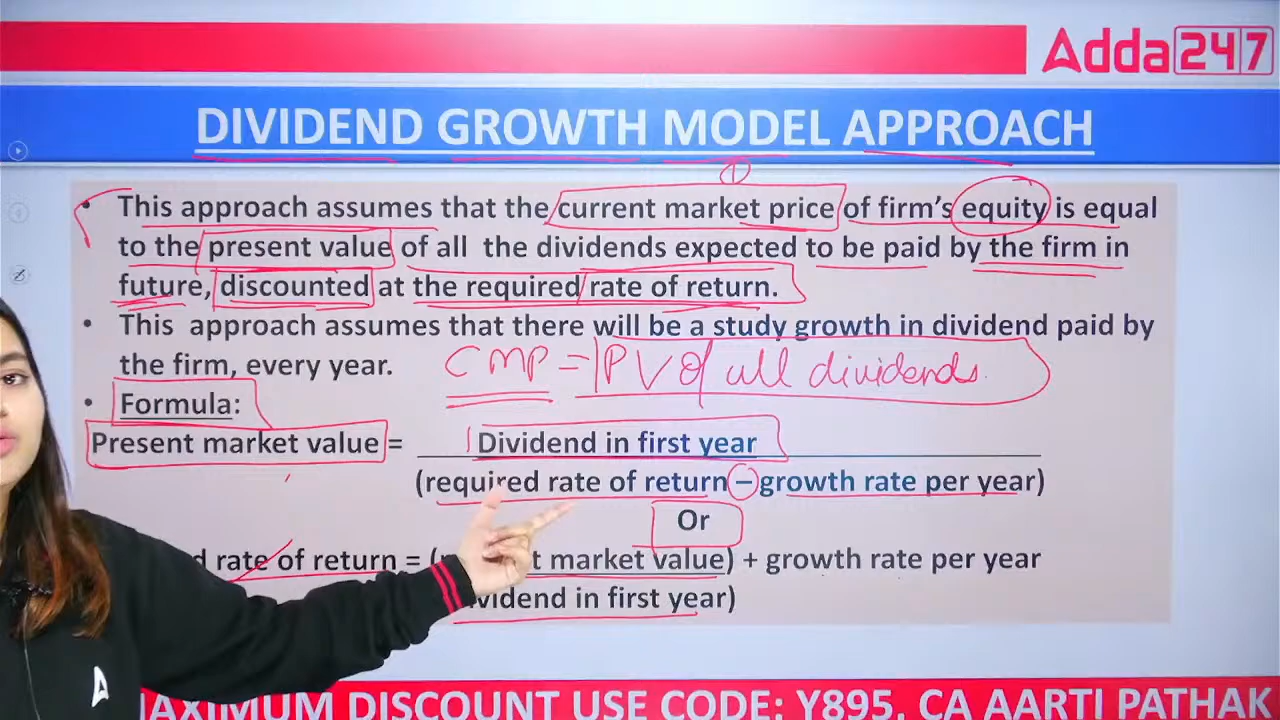 Adda247
DIVIDEND GROWTH MODEL APPROACH
①
• This approach assumes that the current market price of firm's equity is equal
to the present value of all the dividends expected to be paid by the firm in
future, discounted at the required rate of return.
• This approach assumes that there will be a study growth in dividend paid by
the firm, every year.
CMP = PV of all dividends.
• Formula:
Present market value = Dividend in first year
(required rate of return – growth rate per year)
Or
d rate of return = ( t market value) + growth rate per year
vidend in first year)
MAXIMUM DISCOUNT USE CODE: Y895, CA AARTI PATHAK